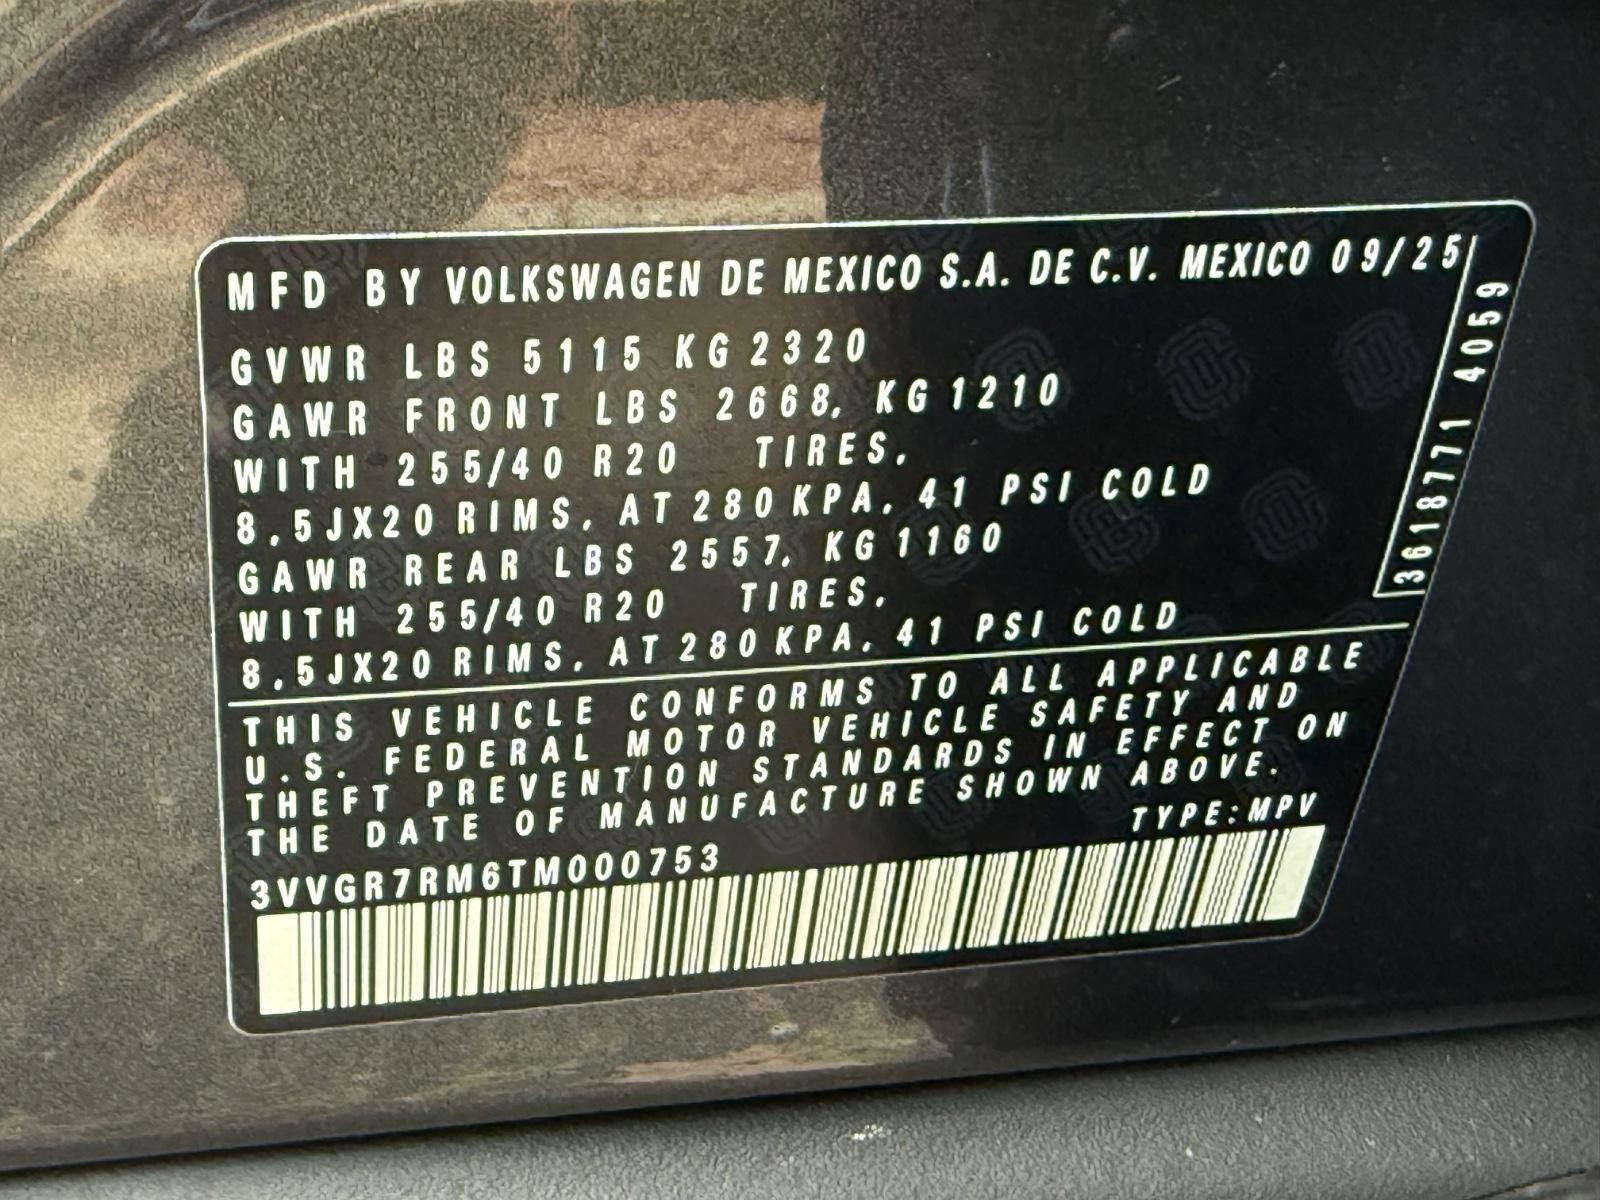 MFD BY VOLKSWAGEN DE MEXICO S.A. DE C.V. MEXICO 09/25
GVWR LBS 5115 KG 2320
GAWR FRONT LBS 2668, KG 1210
WITH 255/40 R20 TIRES,
8.5JX20 RIMS, AT 280 KPA, 41 PSI COLD
GAWR REAR LBS 2557, KG 1160
WITH 255/40 R20 TIRES,
8.5JX20 RIMS, AT 280 KPA, 41 PSI COLD
3618771 4059
THIS VEHICLE CONFORMS TO ALL APPLICABLE
U.S. FEDERAL MOTOR VEHICLE SAFETY AND
THEFT PREVENTION STANDARDS IN EFFECT ON
THE DATE OF MANUFACTURE SHOWN ABOVE.
TYPE:MPV
3VVGR7RM6TM000753